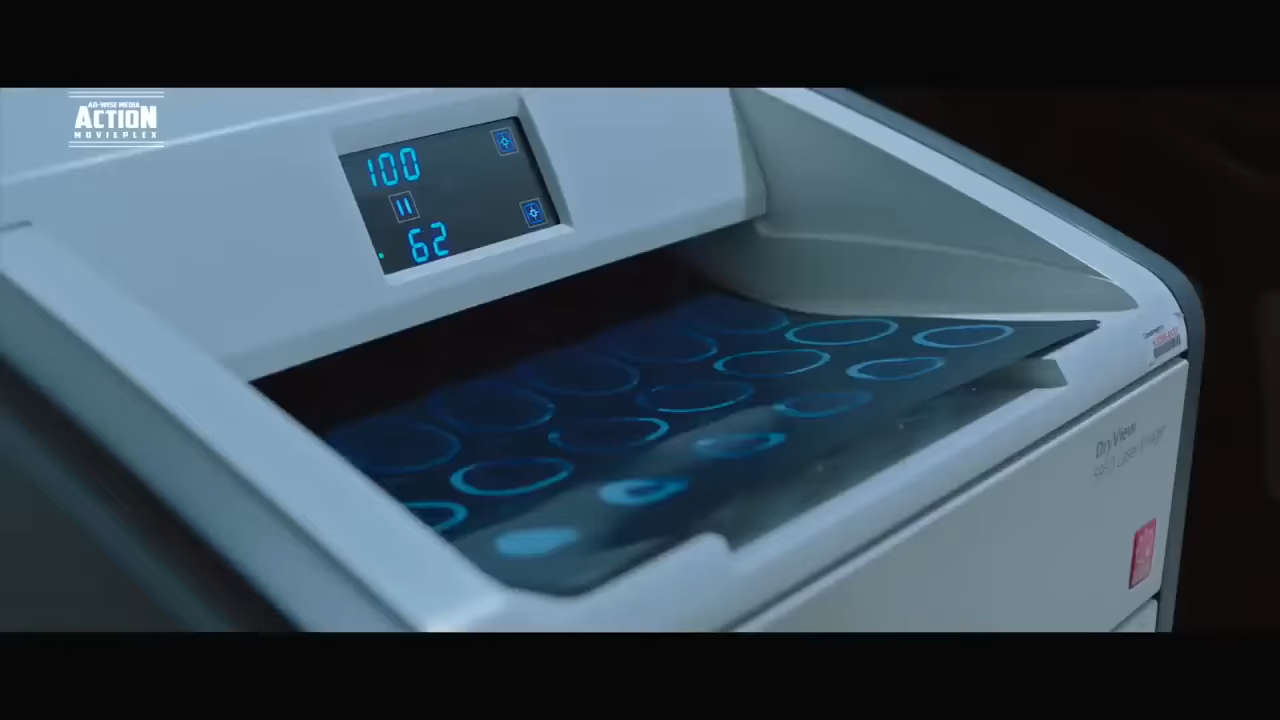 AD-WISE MEDIA
ACTION
MOVIEPLEX
100
62
DryView
Laser Imager